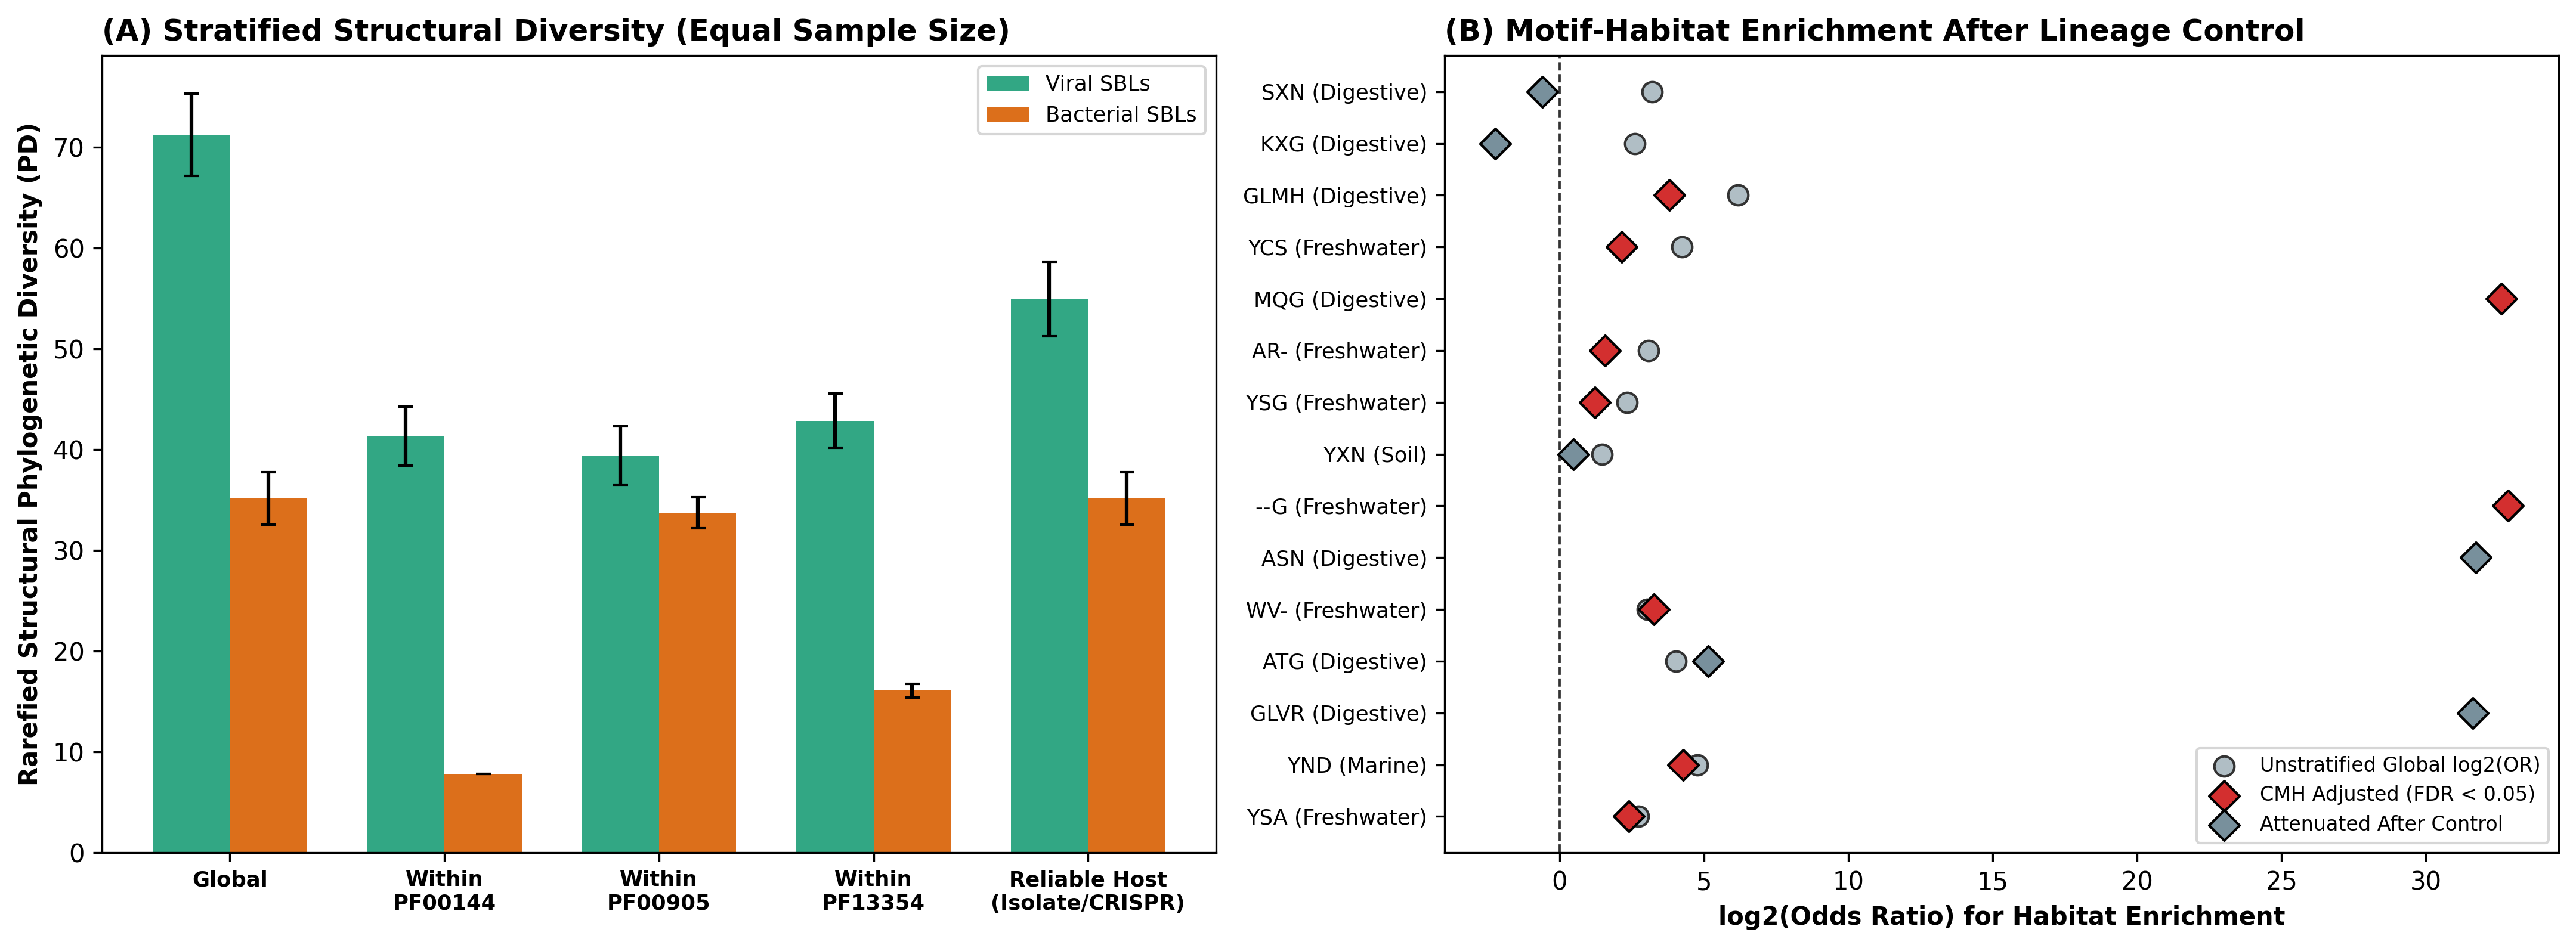 (A) Stratified Structural Diversity (Equal Sample Size)
Rarefied Structural Phylogenetic Diversity (PD)
70
60
50
40
30
20
10
0
Viral SBLs
Bacterial SBLs
Global
Within
PF00144
Within
PF00905
Within
PF13354
Reliable Host
(Isolate/CRISPR)
(B) Motif-Habitat Enrichment After Lineage Control
SXN (Digestive)
KXG (Digestive)
GLMH (Digestive)
YCS (Freshwater)
MQG (Digestive)
AR- (Freshwater)
YSG (Freshwater)
YXN (Soil)
--G (Freshwater)
ASN (Digestive)
WV- (Freshwater)
ATG (Digestive)
GLVR (Digestive)
YND (Marine)
YSA (Freshwater)
Unstratified Global log2(OR)
CMH Adjusted (FDR < 0.05)
Attenuated After Control
0
5
10
15
20
25
30
log2(Odds Ratio) for Habitat Enrichment